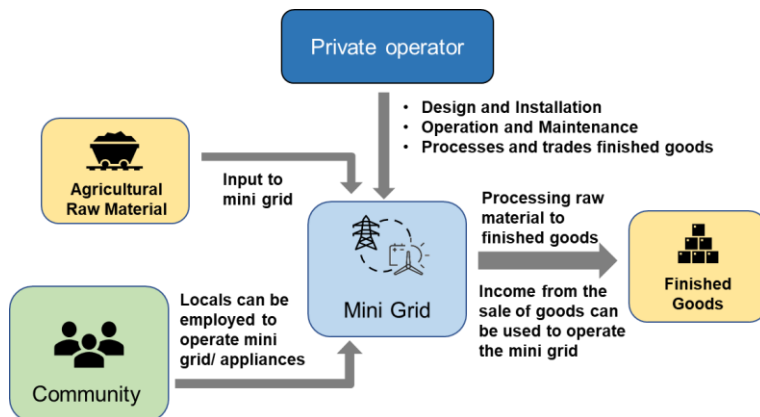 Private operator
• Design and Installation
• Operation and Maintenance
• Processes and trades finished goods
Agricultural
Raw Material
Input to
mini grid
Mini Grid
Processing raw
material to
finished goods
Income from the
sale of goods can
be used to operate
the mini grid
Finished
Goods
Locals can be
employed to
operate mini
grid/ appliances
Community